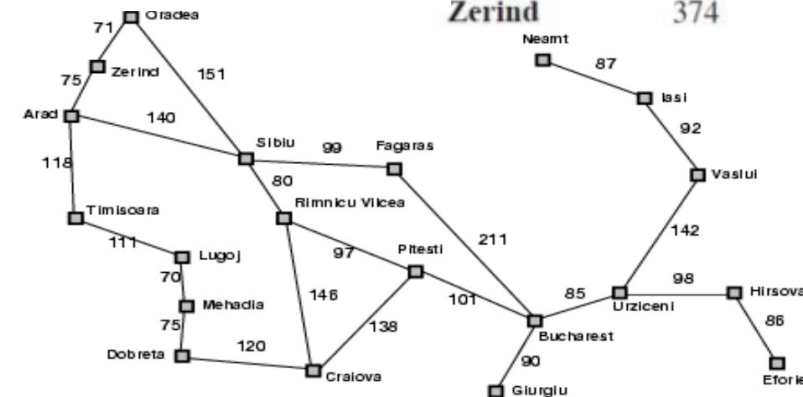 Zerind 374
Oradea
71
Neamt
87
Zerind
151
75
Iasi
Arad
140
92
Sibiu
99
Fagaras
118
80
Vaslui
Timisoara
Rimnicu Vilcea
111
211
142
Lugoj
97
Pitesti
70
98
146
85
Hirsova
Mehadia
101
Urziceni
75
138
86
Bucharest
Dobreta
120
90
Craiova
Eforie
Giurgiu